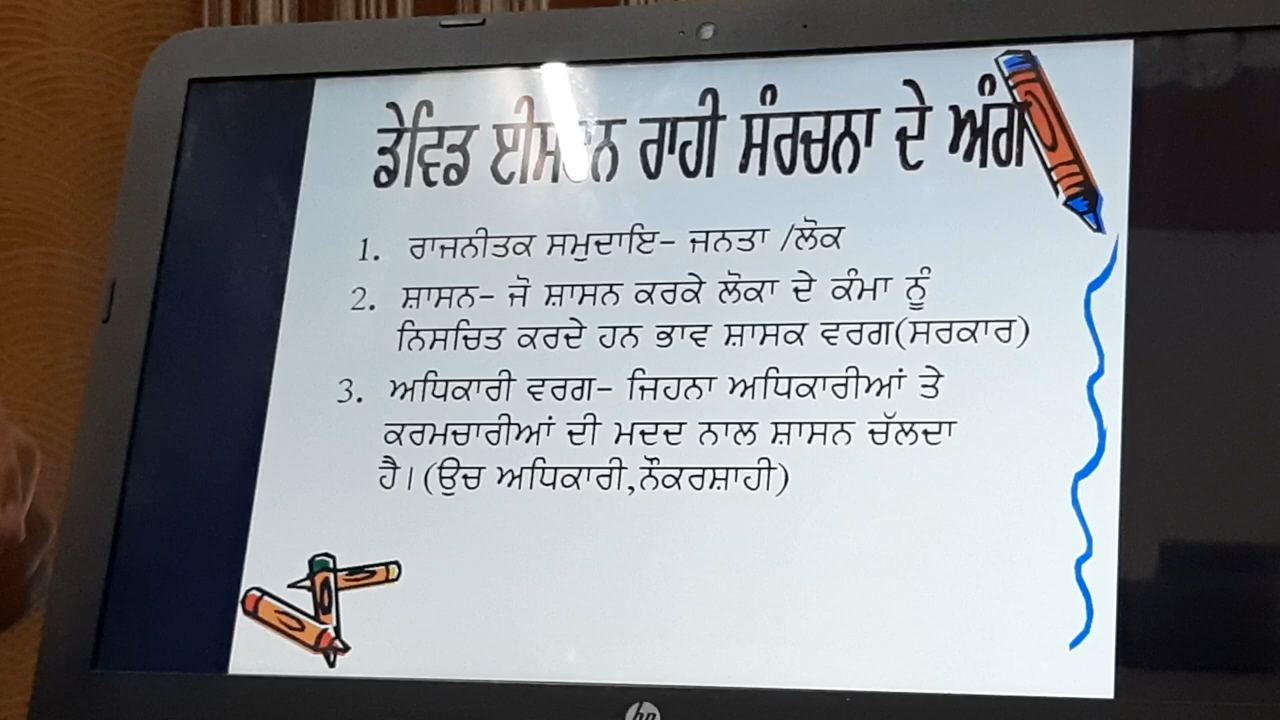 ਡੇਵਿਡ ਰਾਹੀ ਸੰਰਚਨਾ ਦੇ ਅੰਗ
1. ਰਾਜਨੀਤਕ ਸਮੁਦਾਇ- ਜਨਤਾ /ਲੋਕ
2. ਸ਼ਾਸਨ- ਜੋ ਸ਼ਾਸਨ ਕਰਕੇ ਲੋਕਾ ਦੇ ਕੰਮਾ ਨੂੰ
ਨਿਸਚਿਤ ਕਰਦੇ ਹਨ ਭਾਵ ਸ਼ਾਸਕ ਵਰਗ(ਸਰਕਾਰ)
3. ਅਧਿਕਾਰੀ ਵਰਗ- ਜਿਹਨਾ ਅਧਿਕਾਰੀਆਂ ਤੇ
ਕਰਮਚਾਰੀਆਂ ਦੀ ਮਦਦ ਨਾਲ ਸ਼ਾਸਨ ਚੱਲਦਾ
ਹੈ। (ਉਚ ਅਧਿਕਾਰੀ,ਨੌਕਰਸ਼ਾਹੀ)
hp